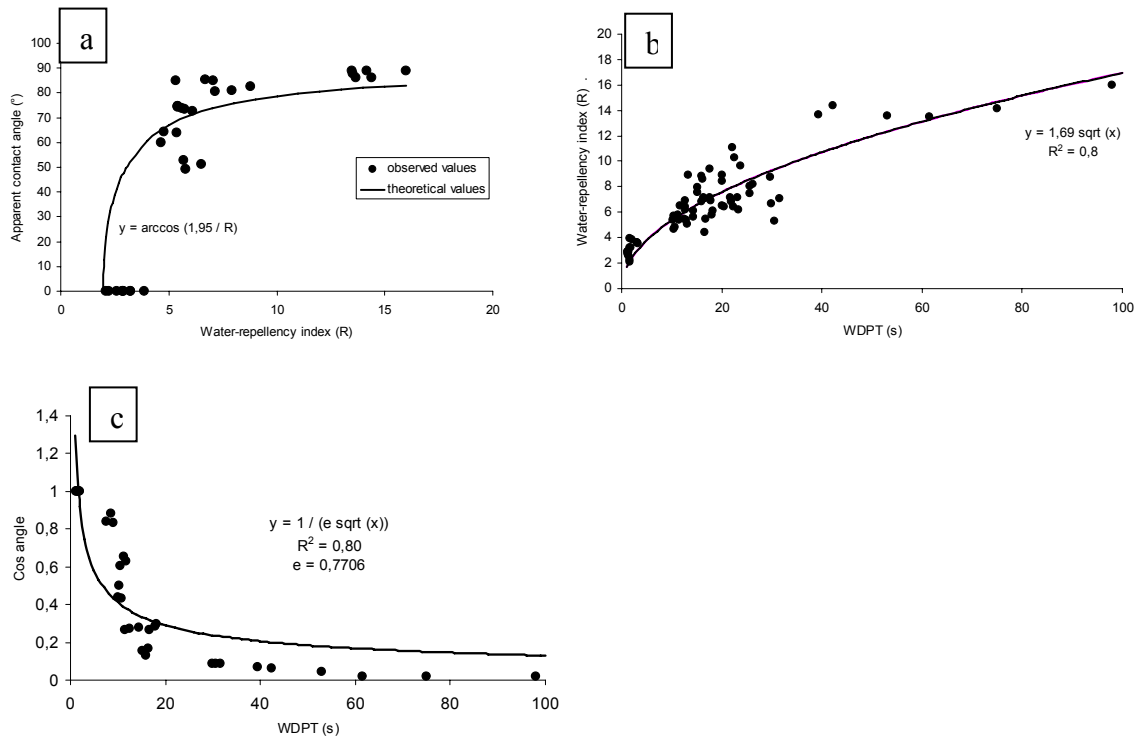 a
100
90
80
70
60
50
40
30
20
10
0
0 5 10 15 20
Apparent contact angle (°)
Water-repellency index (R)
observed values
theoretical values
y = arccos (1,95 / R)
b
20
18
16
14
12
10
8
6
4
2
0
0 20 40 60 80 100
Water-repellency index (R) .
WDPT (s)
y = 1,69 sqrt (x)
R² = 0,8
c
1,4
1,2
1
0,8
0,6
0,4
0,2
0
0 20 40 60 80 100
Cos angle
WDPT (s)
y = 1 / (e sqrt (x))
R² = 0,80
e = 0,7706